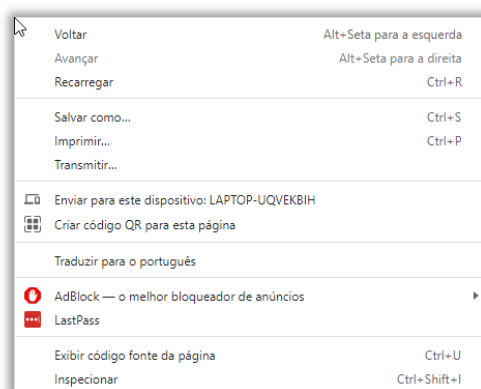 Voltar Alt+Seta para a esquerda
Avançar Alt+Seta para a direita
Recarregar Ctrl+R
Salvar como... Ctrl+S
Imprimir... Ctrl+P
Transmitir...
Enviar para este dispositivo: LAPTOP-UQVEKBIH
Criar código QR para esta página
Traduzir para o português
AdBlock — o melhor bloqueador de anúncios
LastPass
Exibir código fonte da página Ctrl+U
Inspecionar Ctrl+Shift+I